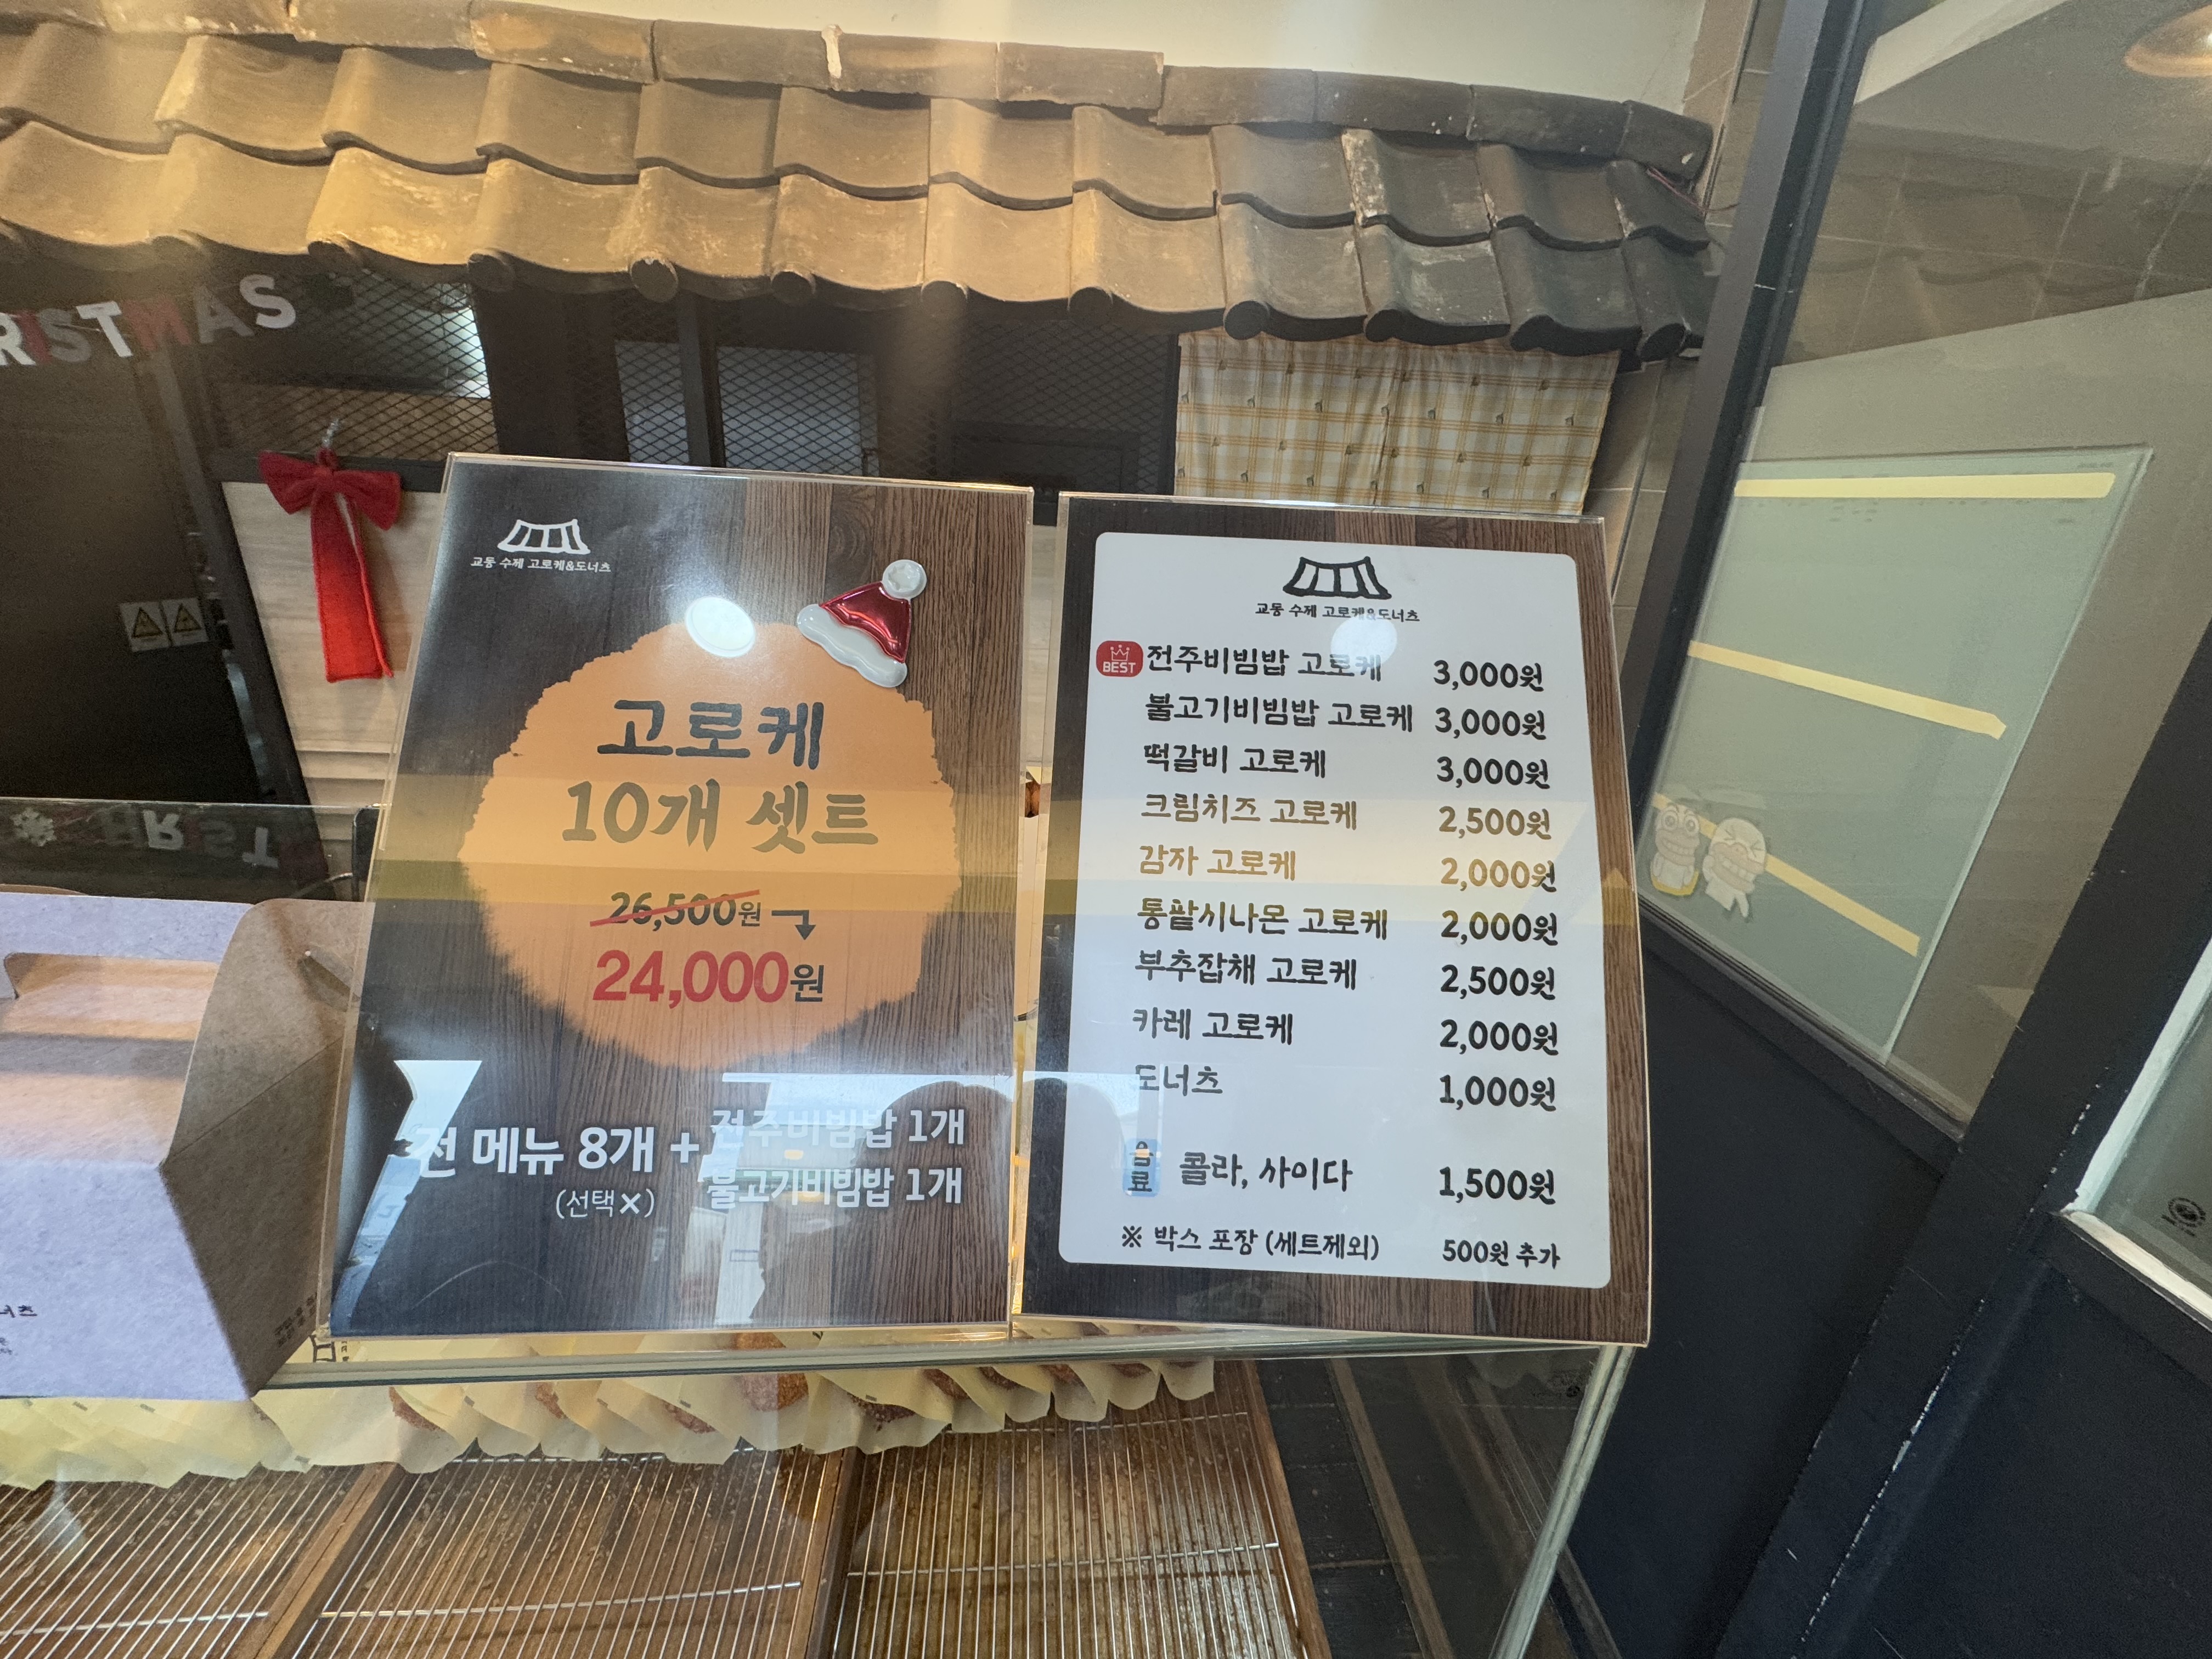 RISTMAS
교동 수제 고로케&도너츠
고로케
10개 셋트
26,500원
24,000원
전 메뉴 8개 + 전주비빔밥 1개
불고기비빔밥 1개
(선택×)
교동 수제 고로케&도너츠
BEST 전주비빔밥 고로케 3,000원
불고기비빔밥 고로케 3,000원
떡갈비 고로케 3,000원
크림치즈 고로케 2,500원
감자 고로케 2,000원
통팥시나몬 고로케 2,000원
부추잡채 고로케 2,500원
카레 고로케 2,000원
도너츠 1,000원
음료 콜라, 사이다 1,500원
※ 박스 포장 (세트제외) 500원 추가
너츠